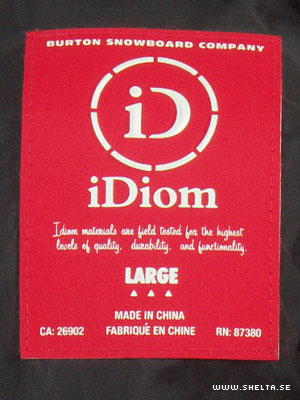 BURTON SNOWBOARD COMPANY
iD
iDiom
Idiom materials are field tested for the highest
levels of quality, durability, and functionality.
LARGE
MADE IN CHINA
CA: 26902 FABRIQUÉ EN CHINE RN: 87380
WWW.SHELTA.SE